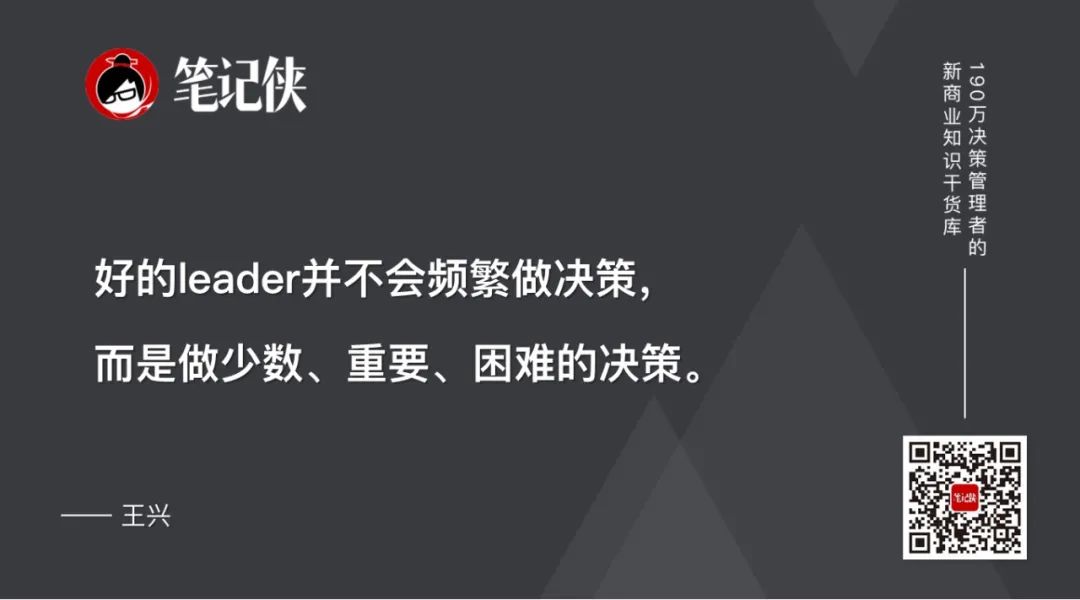 笔记侠
190万决策管理者的
新商业知识干货库
好的leader并不会频繁做决策，
而是做少数、重要、困难的决策。
—— 王兴
笔记侠